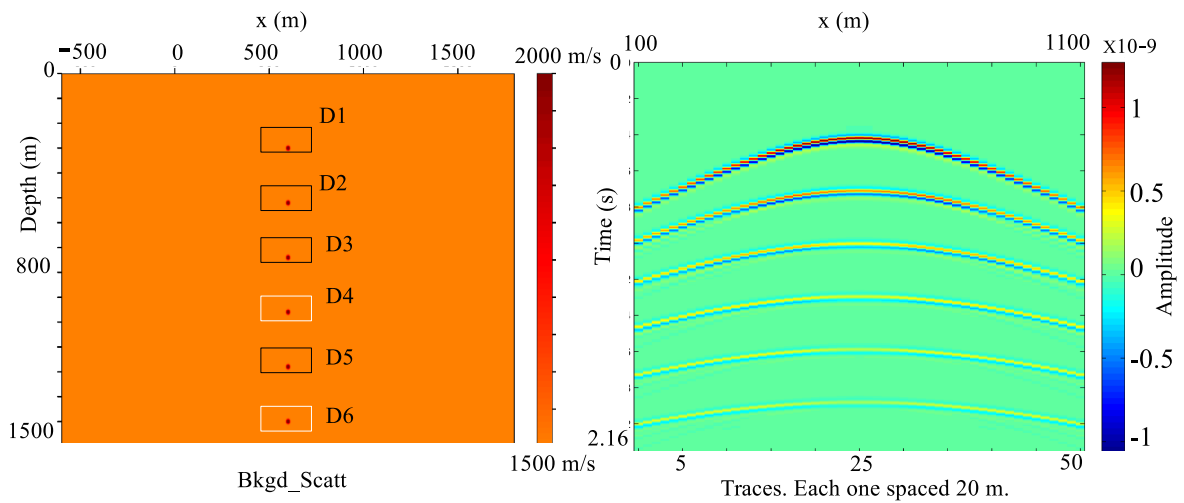 x (m)
−500 0 500 1000 1500 2000 m/s
0
D1
D2
Depth (m)
D3
800
D4
D5
D6
1500
1500 m/s
Bkgd_Scatt
x (m)
100 1100
X10-9
0
1
0.5
Time (s)
0
Amplitude
-0.5
-1
2.16
5 25 50
Traces. Each one spaced 20 m.